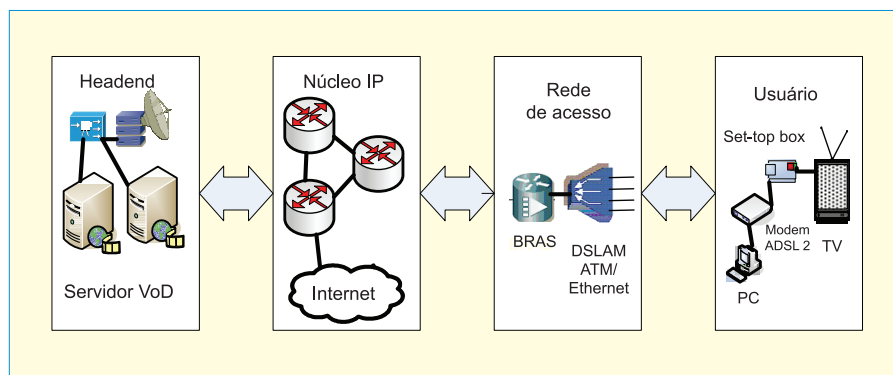 Headend
Servidor VoD
Núcleo IP
Internet
Rede
de acesso
BRAS
DSLAM
ATM/
Ethernet
Usuário
Set-top box
Modem
ADSL 2
TV
PC